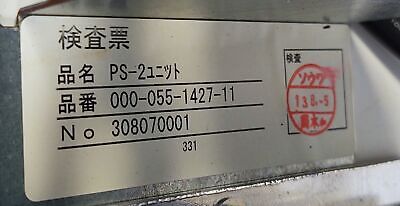 検査票
品名 PS-2ユニット
品番 000-055-1427-11
No 308070001
331
検査
ソウワ
13.8.-5